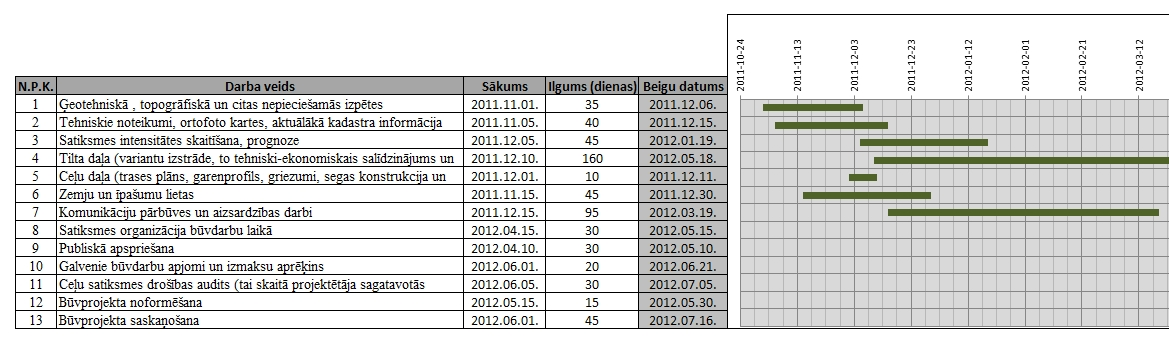 2011-10-24 2011-11-13 2011-12-03 2011-12-23 2012-01-12 2012-02-01 2012-02-21 2012-03-12
N.P.K. Darba veids Sākums Ilgums (dienas) Beigu datums
1 Ģeotehniskā , topogrāfiskā un citas nepieciešamās izpētes 2011.11.01. 35 2011.12.06.
2 Tehniskie noteikumi, ortofoto kartes, aktuālākā kadastra informācija 2011.11.05. 40 2011.12.15.
3 Satiksmes intensitātes skaitīšana, prognoze 2011.12.05. 45 2012.01.19.
4 Tilta daļa (variantu izstrāde, to tehniski-ekonomiskais salīdzinājums un 2011.12.10. 160 2012.05.18.
5 Ceļu daļa (trases plāns, garenprofils, griezumi, segas konstrukcija un 2011.12.01. 10 2011.12.11.
6 Zemju un īpašumu lietas 2011.11.15. 45 2011.12.30.
7 Komunikāciju pārbūves un aizsardzības darbi 2011.12.15. 95 2012.03.19.
8 Satiksmes organizācija būvdarbu laikā 2012.04.15. 30 2012.05.15.
9 Publiskā apspriešana 2012.04.10. 30 2012.05.10.
10 Galvenie būvdarbu apjomi un izmaksu aprēķins 2012.06.01. 20 2012.06.21.
11 Ceļu satiksmes drošības audits (tai skaitā projektētāja sagatavotās 2012.06.05. 30 2012.07.05.
12 Būvprojekta noformēšana 2012.05.15. 15 2012.05.30.
13 Būvprojekta saskaņošana 2012.06.01. 45 2012.07.16.